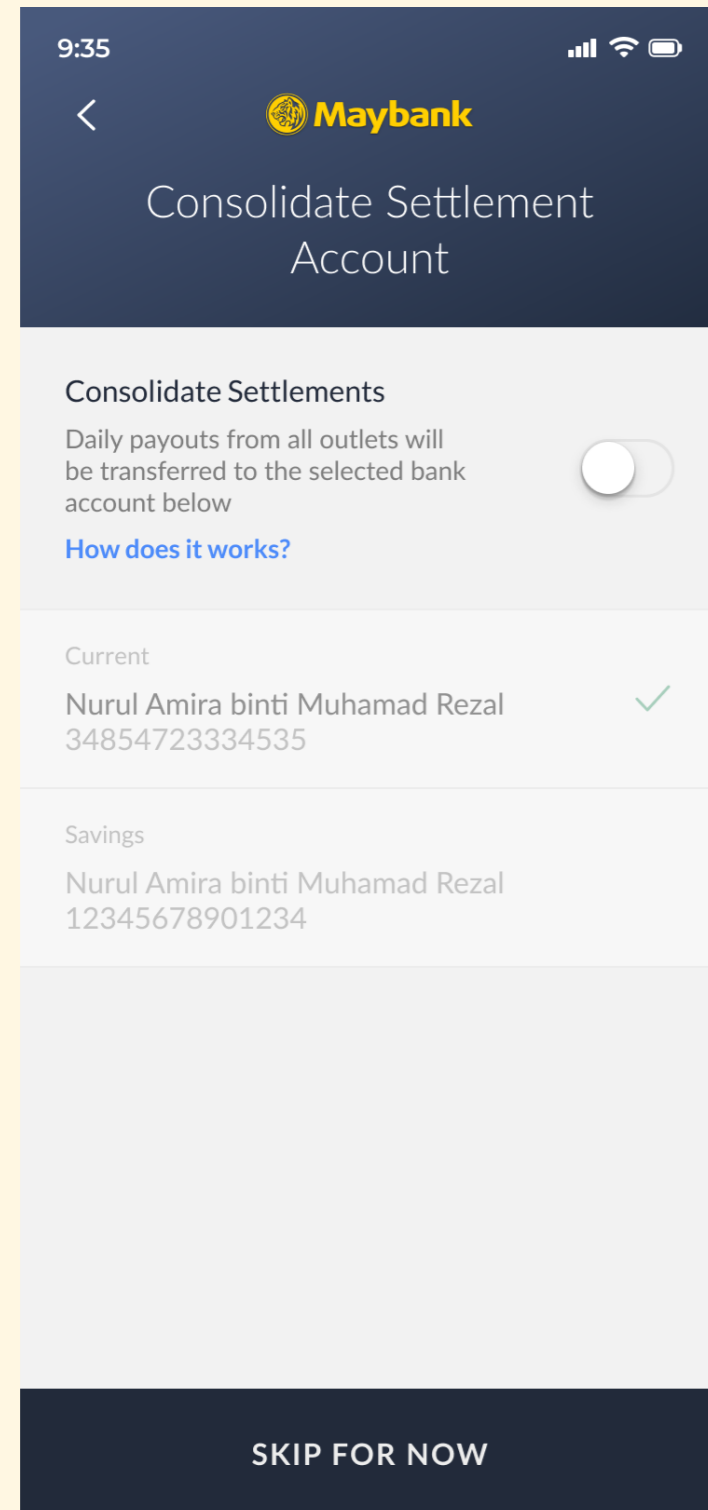 9:35
Maybank
Consolidate Settlement
Account
Consolidate Settlements
Daily payouts from all outlets will
be transferred to the selected bank
account below
How does it works?
Current
Nurul Amira binti Muhamad Rezal
34854723334535
Savings
Nurul Amira binti Muhamad Rezal
12345678901234
SKIP FOR NOW